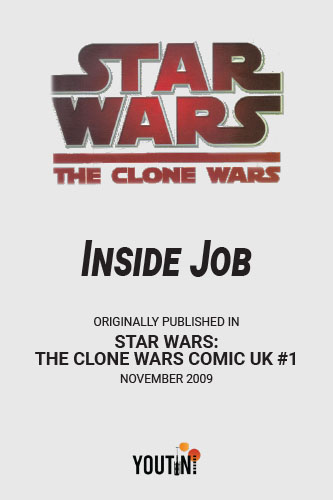 STAR
WARS
THE CLONE WARS
INSIDE JOB
ORIGINALLY PUBLISHED IN
STAR WARS:
THE CLONE WARS COMIC UK #1
NOVEMBER 2009
YOUTINI